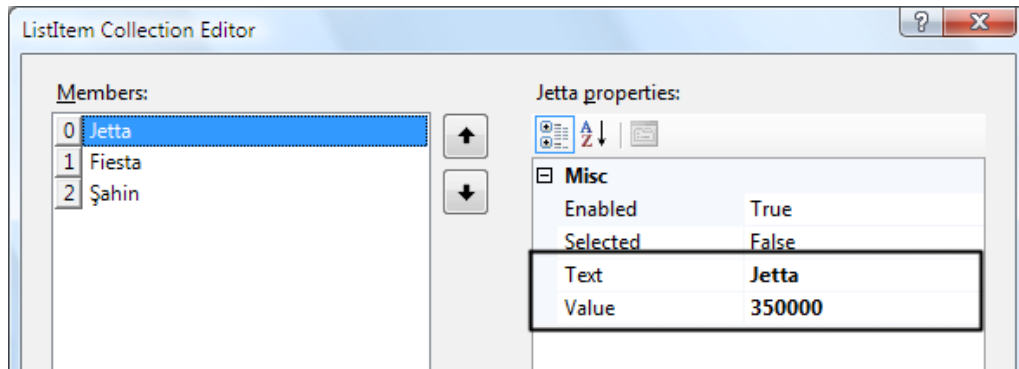 ListItem Collection Editor
Members:
0 Jetta
1 Fiesta
2 Şahin
Jetta properties:
Misc
Enabled True
Selected False
Text Jetta
Value 350000